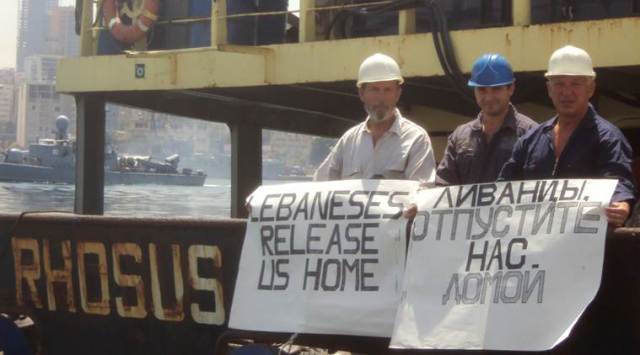 RHOSUS
LEBANESES
RELEASE
US HOME
ЛИВАНЦЫ,
ОТПУСТИТЕ
НАС
ДОМОЙ